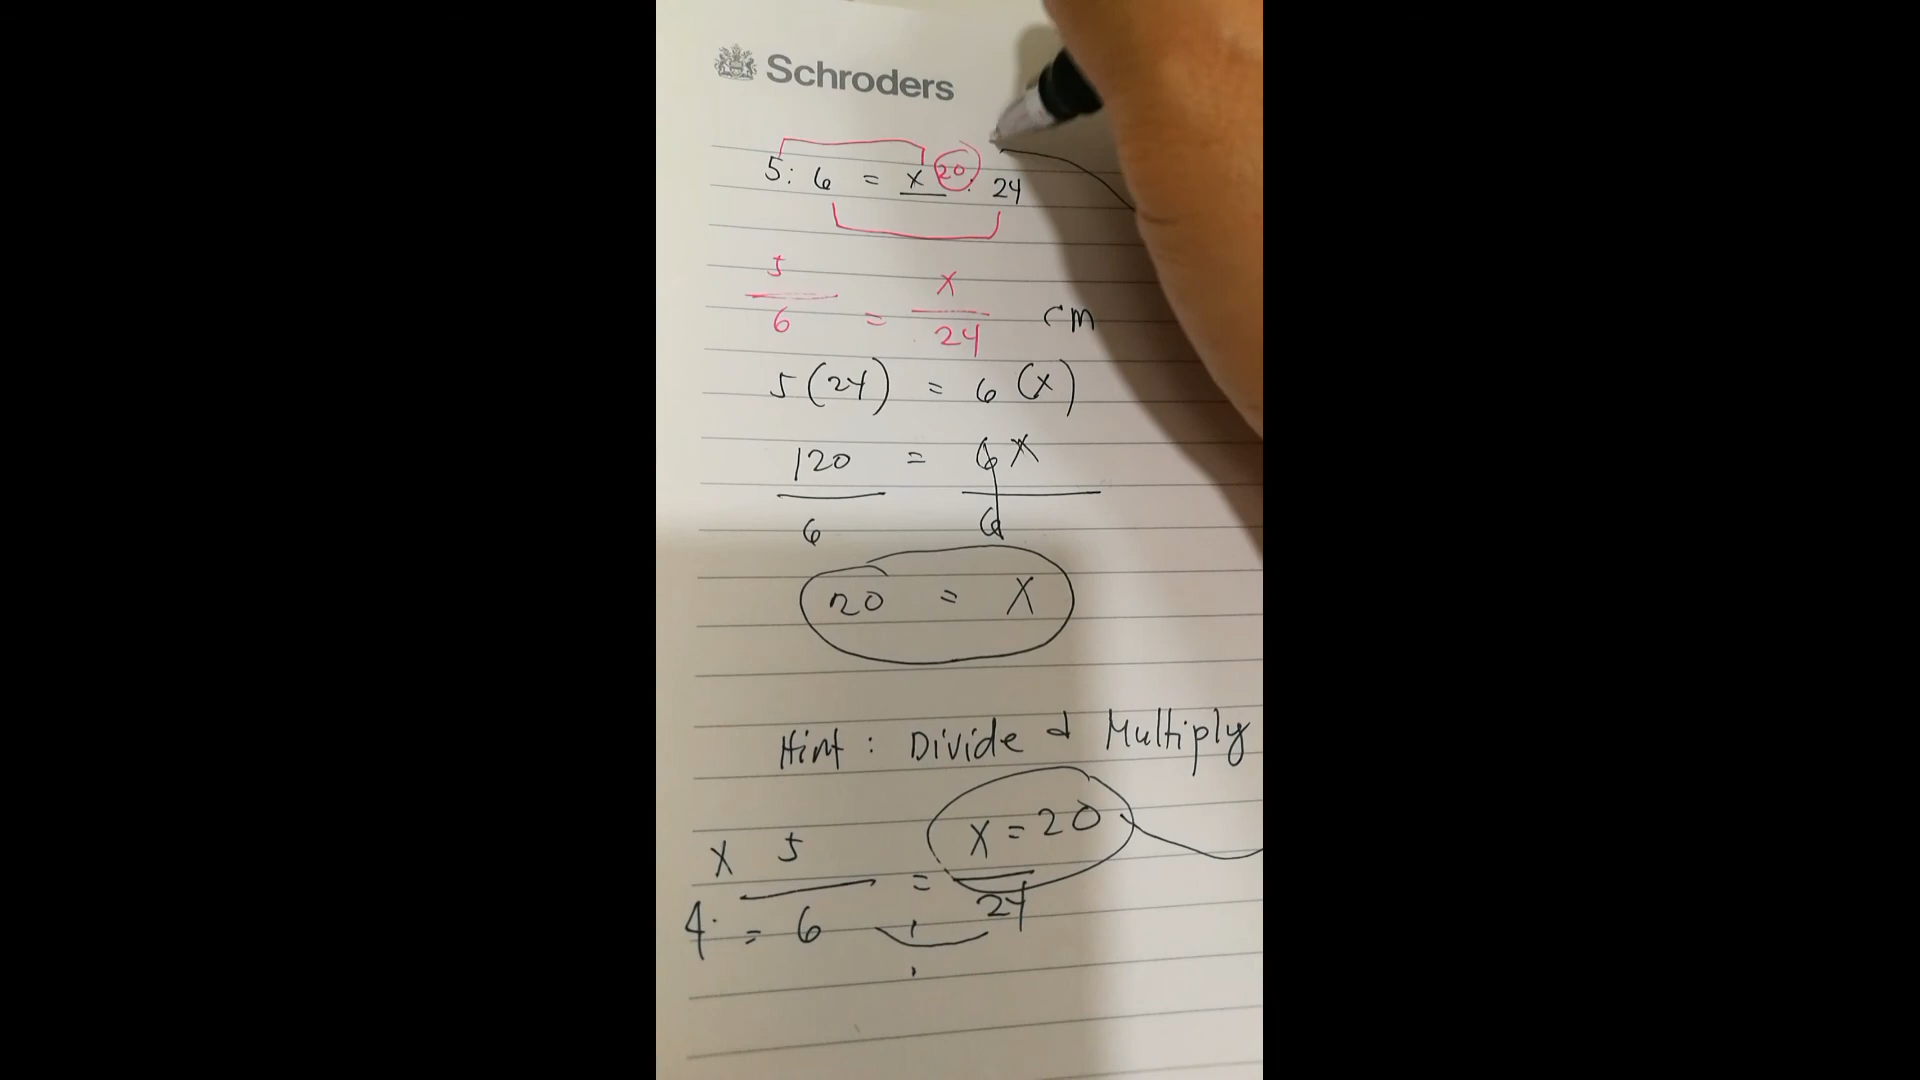 Schroders
5 : 6 = x 20 : 24
5/6 = x/24 cm
5 (24) = 6 (x)
120/6 = 6x/6
20 = x
Hint : Divide & Multiply
x 5/6 = x = 20/24
4 ÷ = 6